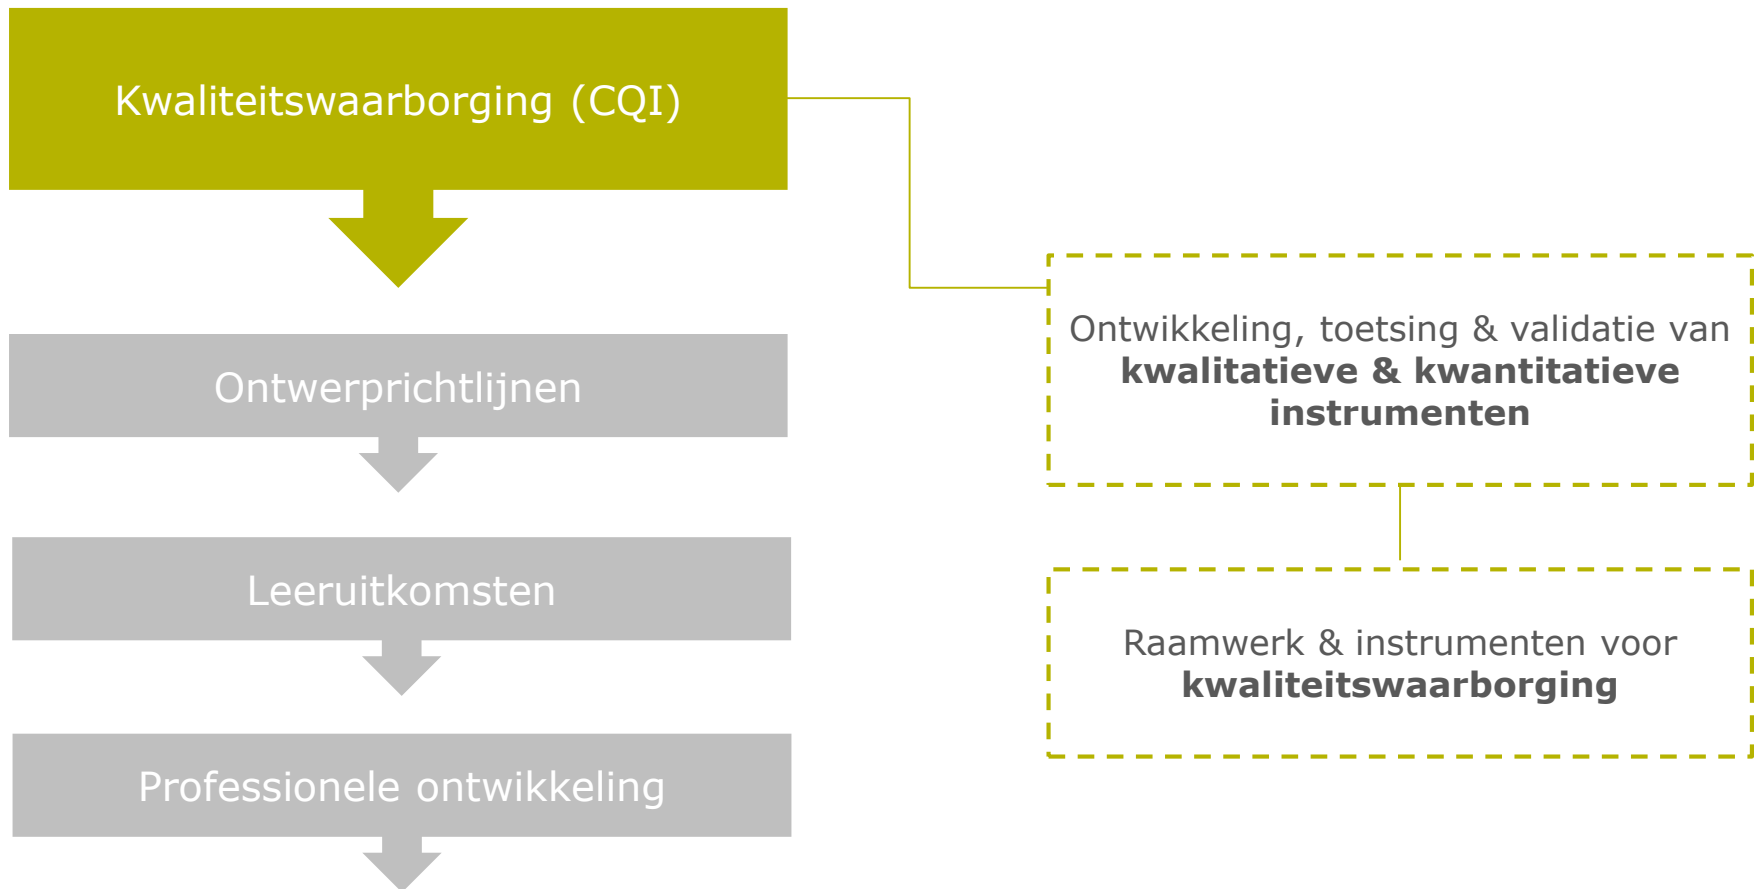 Kwaliteitswaarborging (CQI)
Ontwerprichtlijnen
Leeruitkomsten
Professionele ontwikkeling
Ontwikkeling, toetsing & validatie van
kwalitatieve & kwantitatieve
instrumenten
Raamwerk & instrumenten voor
kwaliteitswaarborging